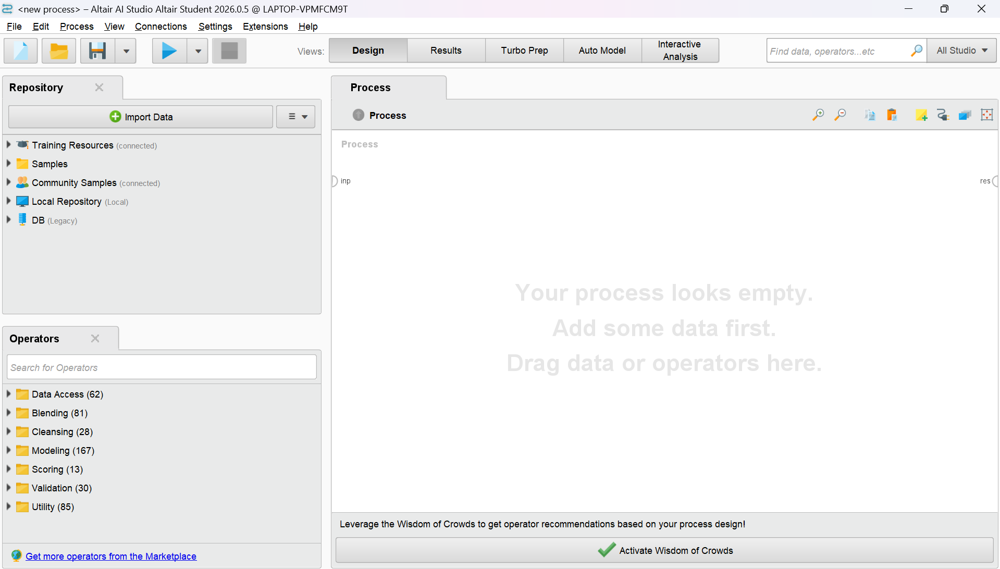 <new process> – Altair AI Studio Altair Student 2026.0.5 @ LAPTOP-VPMFCM9T
File Edit Process View Connections Settings Extensions Help
Views: Design Results Turbo Prep Auto Model Interactive Analysis Find data, operators...etc All Studio
Repository
Import Data
Training Resources (connected)
Samples
Community Samples (connected)
Local Repository (Local)
DB (Legacy)
Operators
Search for Operators
Data Access (62)
Blending (81)
Cleansing (28)
Modeling (167)
Scoring (13)
Validation (30)
Utility (85)
Get more operators from the Marketplace
Process
Process
Process
inp
res
Your process looks empty.
Add some data first.
Drag data or operators here.
Leverage the Wisdom of Crowds to get operator recommendations based on your process design!
Activate Wisdom of Crowds